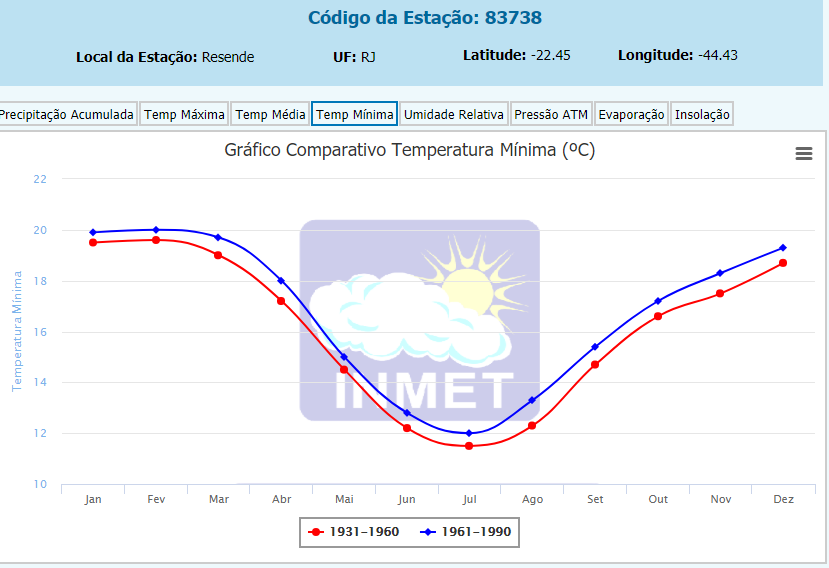 Código da Estação: 83738
Local da Estação: Resende UF: RJ Latitude: -22.45 Longitude: -44.43
Precipitação Acumulada Temp Máxima Temp Média Temp Mínima Umidade Relativa Pressão ATM Evaporação Insolação
Gráfico Comparativo Temperatura Mínima (ºC)
Temperatura Mínima
22
20
18
16
14
12
10
INMET
Jan Fev Mar Abr Mai Jun Jul Ago Set Out Nov Dez
1931-1960 1961-1990